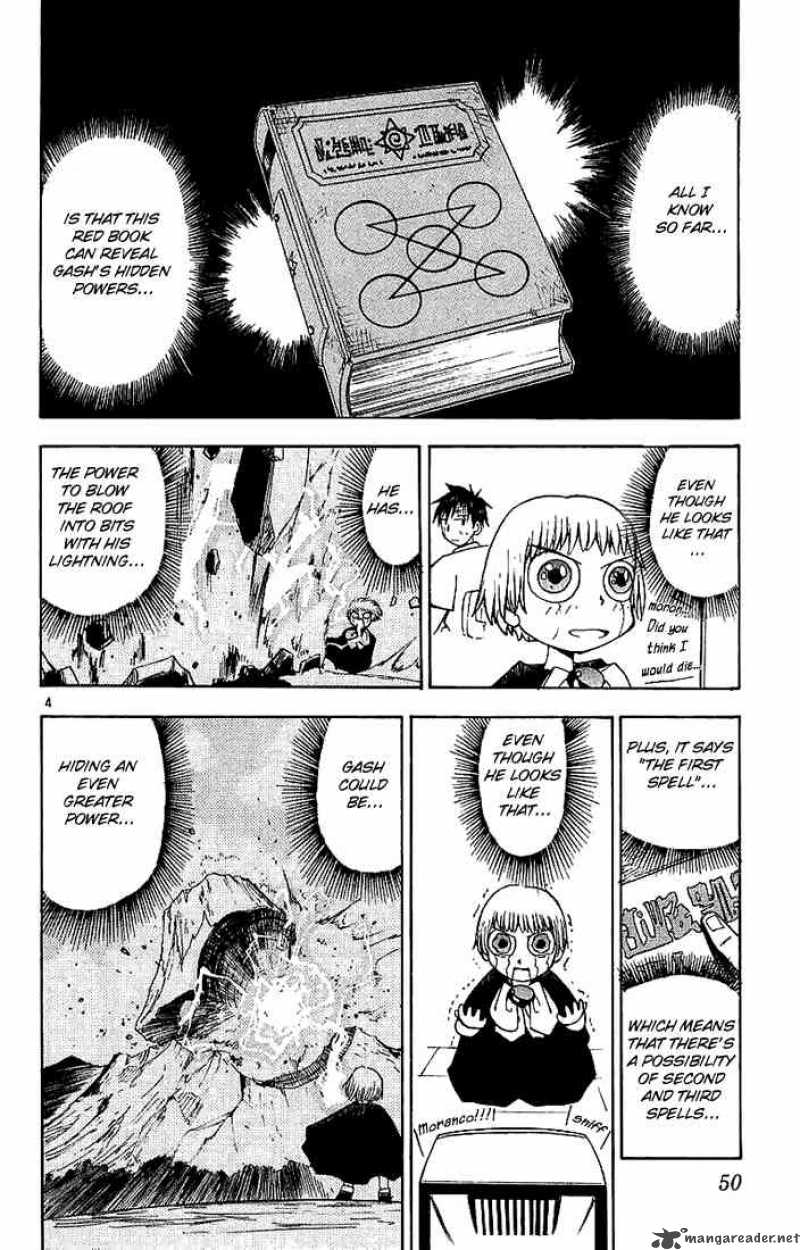 ALL I
KNOW
SO FAR...
IS THAT THIS
RED BOOK
CAN REVEAL
GASH'S HIDDEN
POWERS...
EVEN
THOUGH
HE LOOKS
LIKE THAT
...
moron...
Did you
think I
would die...
HE
HAS...
THE POWER
TO BLOW
THE ROOF
INTO BITS
WITH HIS
LIGHTNING...
4
PLUS, IT SAYS
"THE FIRST
SPELL"...
WHICH MEANS
THAT THERE'S
A POSSIBILITY
OF SECOND
AND THIRD
SPELLS...
EVEN
THOUGH
HE LOOKS
LIKE
THAT...
Moranco!!!
Sniff
GASH
COULD
BE...
HIDING AN
EVEN
GREATER
POWER...
50
mangareader.net